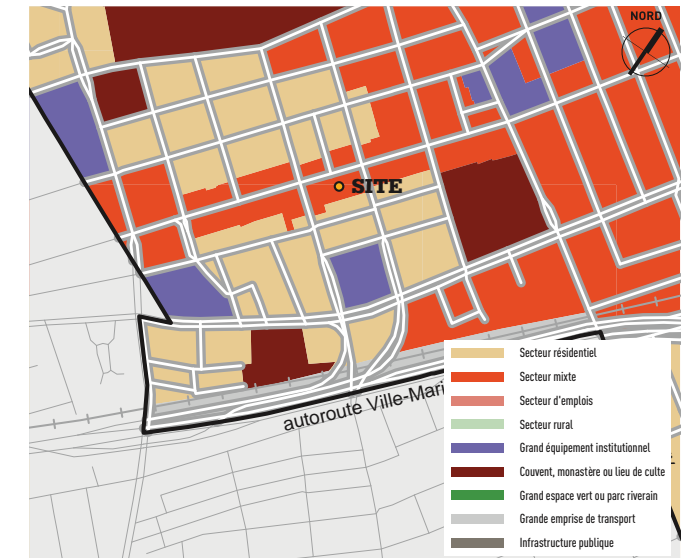 NORD
SITE
autoroute Ville-Mari
Secteur résidentiel
Secteur mixte
Secteur d'emplois
Secteur rural
Grand équipement institutionnel
Couvent, monastère ou lieu de culte
Grand espace vert ou parc riverain
Grande emprise de transport
Infrastructure publique